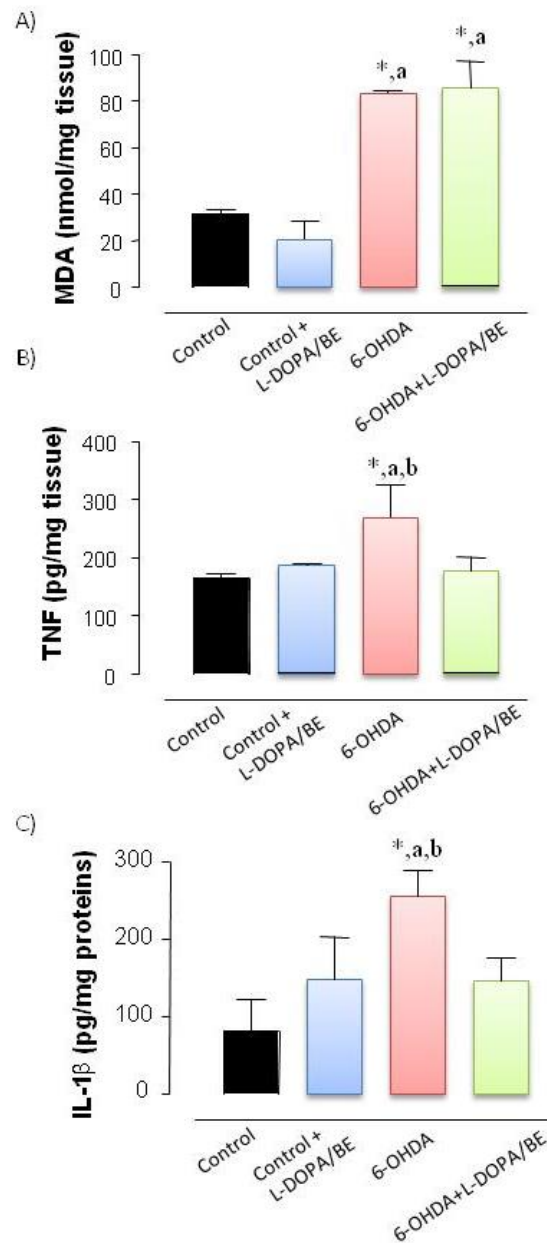 A)
MDA (nmol/mg tissue)
100
80
60
40
20
0
*,a
*,a
Control
Control +
L-DOPA/BE
6-OHDA
6-OHDA+L-DOPA/BE
B)
TNF (pg/mg tissue)
400
300
200
100
0
*,a,b
Control
Control +
L-DOPA/BE
6-OHDA
6-OHDA+L-DOPA/BE
C)
IL-1β (pg/mg proteins)
300
200
100
0
*,a,b
Control
Control +
L-DOPA/BE
6-OHDA
6-OHDA+L-DOPA/BE